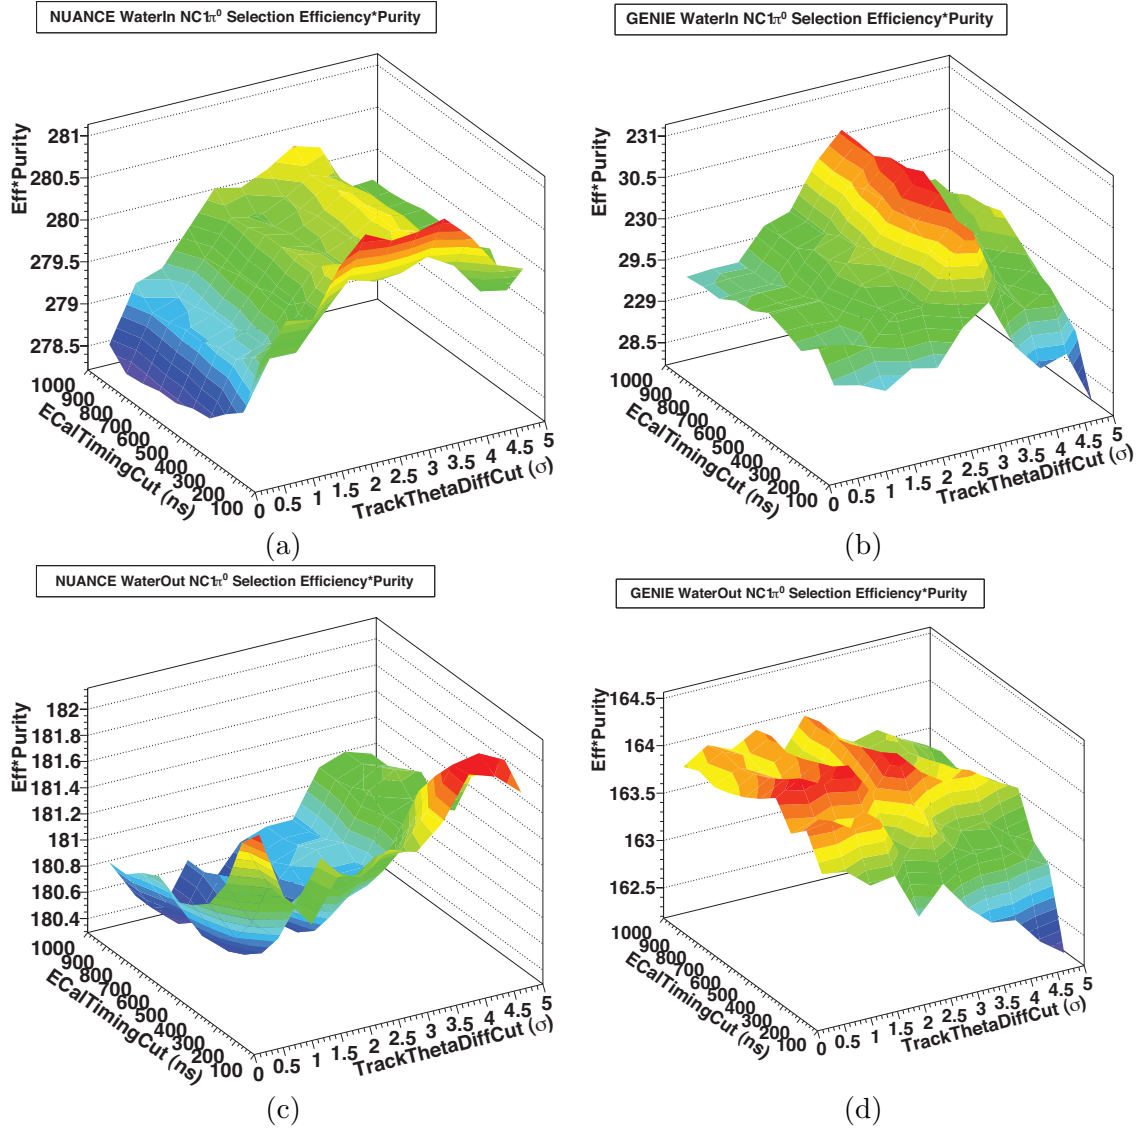 NUANCE WaterIn NC1π⁰ Selection Efficiency*Purity
Eff*Purity
281
280.5
280
279.5
279
278.5
1000
900
800
700
600
500
400
300
200
100
ECalTimingCut (ns)
0 0.5 1 1.5 2 2.5 3 3.5 4 4.5 5
TrackThetaDiffCut (σ)
(a)
GENIE WaterIn NC1π⁰ Selection Efficiency*Purity
Eff*Purity
231
30.5
230
29.5
229
28.5
1000
900
800
700
600
500
400
300
200
100
ECalTimingCut (ns)
0 0.5 1 1.5 2 2.5 3 3.5 4 4.5 5
TrackThetaDiffCut (σ)
(b)
NUANCE WaterOut NC1π⁰ Selection Efficiency*Purity
Eff*Purity
182
181.8
181.6
181.4
181.2
181
180.8
180.6
180.4
1000
900
800
700
600
500
400
300
200
100
ECalTimingCut (ns)
0 0.5 1 1.5 2 2.5 3 3.5 4 4.5 5
TrackThetaDiffCut (σ)
(c)
GENIE WaterOut NC1π⁰ Selection Efficiency*Purity
Eff*Purity
164.5
164
163.5
163
162.5
1000
900
800
700
600
500
400
300
200
100
ECalTimingCut (ns)
0 0.5 1 1.5 2 2.5 3 3.5 4 4.5 5
TrackThetaDiffCut (σ)
(d)